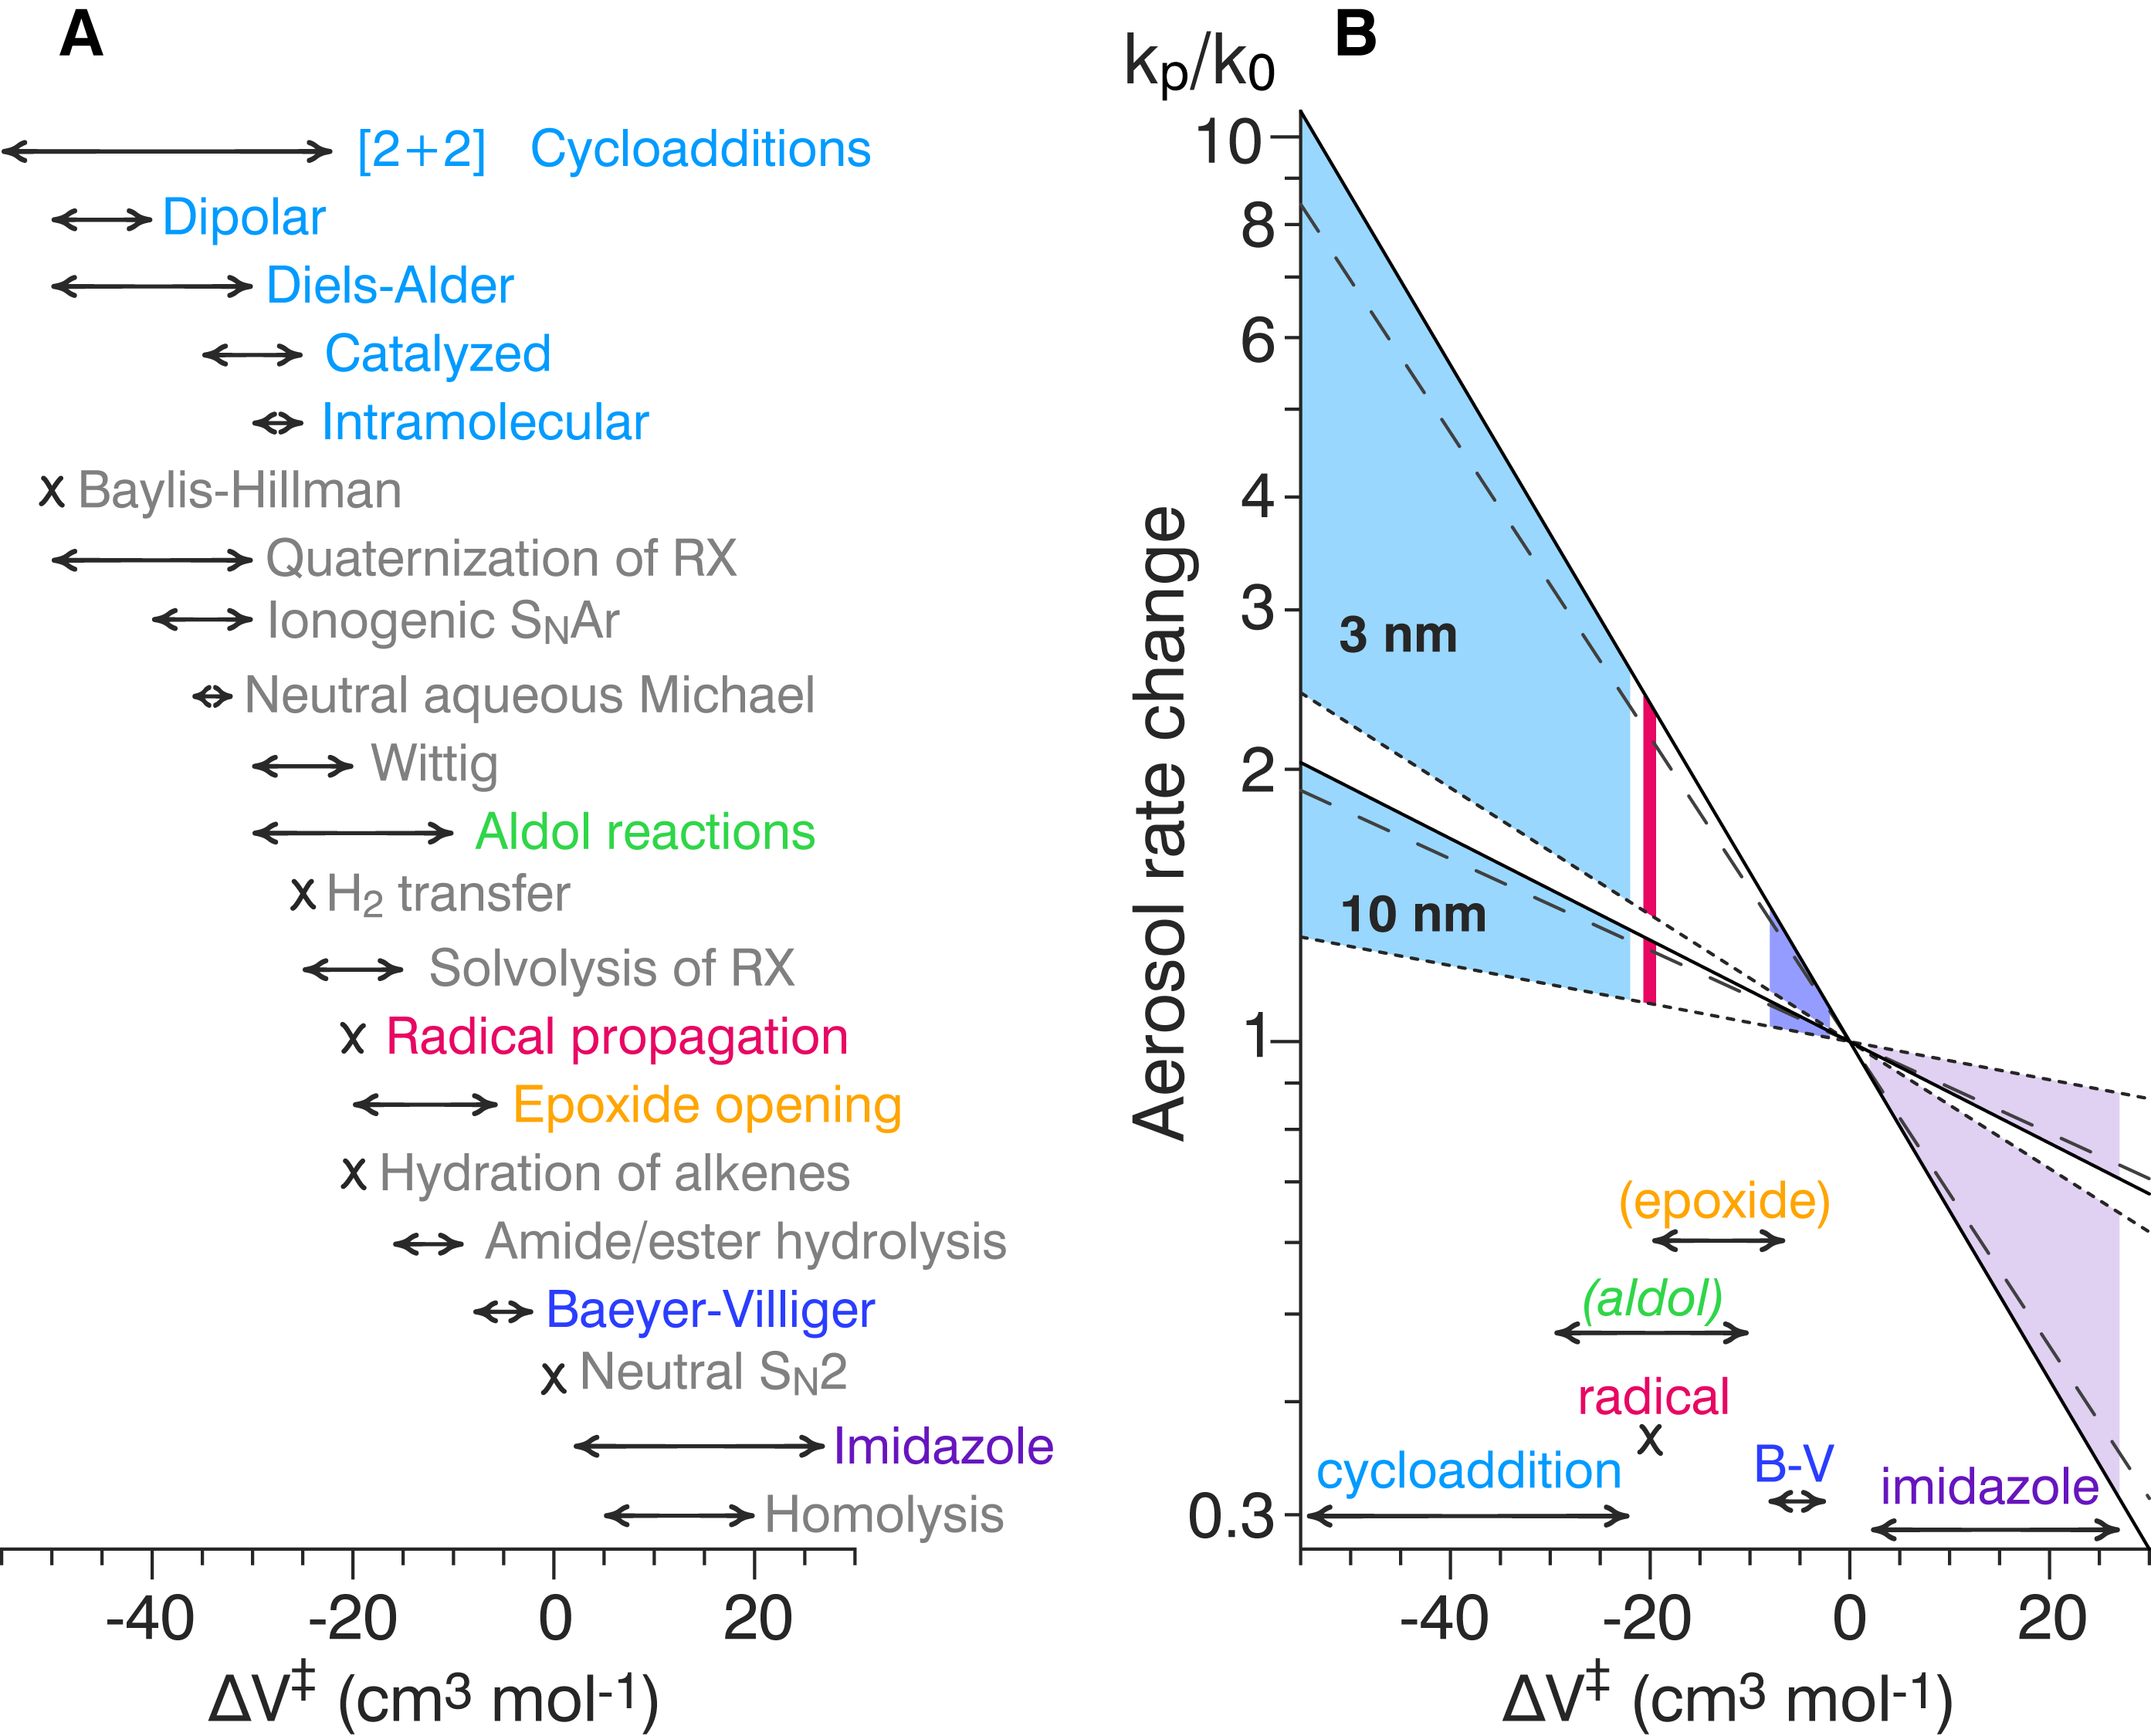 A
[2+2] Cycloadditions
Dipolar
Diels-Alder
Catalyzed
Intramolecular
x Baylis-Hillman
Quaternization of RX
Ionogenic SNAr
Neutral aqueous Michael
Wittig
Aldol reactions
x H2 transfer
Solvolysis of RX
x Radical propagation
Epoxide opening
x Hydration of alkenes
Amide/ester hydrolysis
Baeyer-Villiger
x Neutral SN2
Imidazole
Homolysis
-40 -20 0 20
ΔV‡ (cm3 mol-1)
B
kp/k0
Aerosol rate change
10
8
6
4
3
2
1
0.3
3 nm
10 nm
(epoxide)
(aldol)
radical
x
cycloaddition
B-V
imidazole
-40 -20 0 20
ΔV‡ (cm3 mol-1)